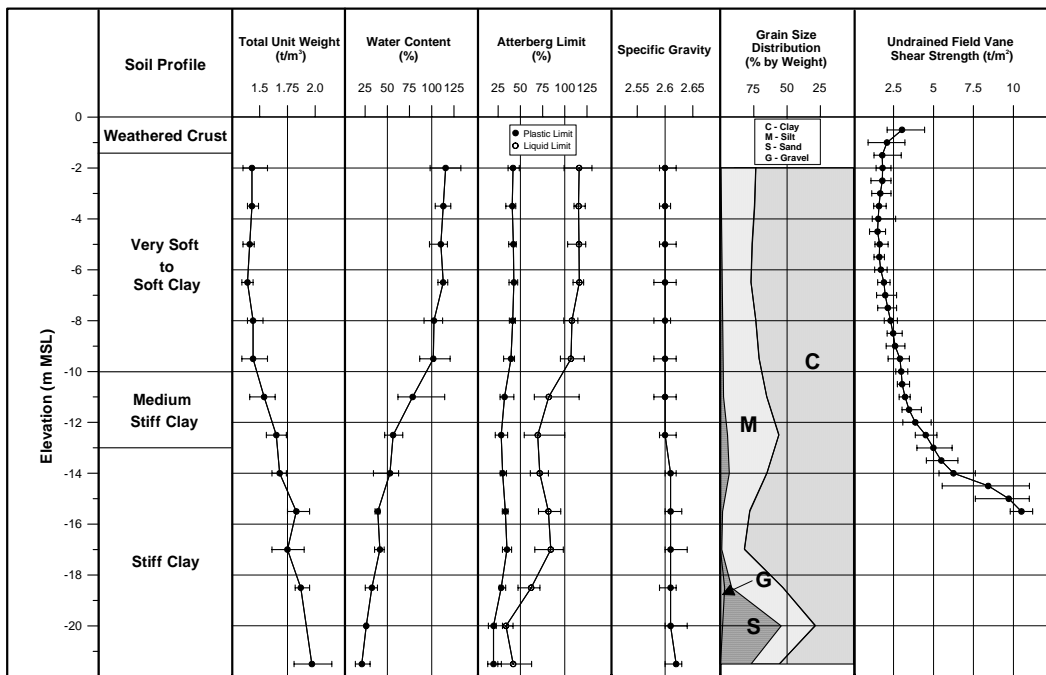 Elevation (m MSL)
Soil Profile
Total Unit Weight
(t/m³)
1.5 1.75 2.0
Water Content
(%)
25 50 75 100 125
Atterberg Limit
(%)
25 50 75 100 125
Specific Gravity
2.55 2.6 2.65
Grain Size
Distribution
(% by Weight)
75 50 25
Undrained Field Vane
Shear Strength (t/m²)
2.5 5 7.5 10
0
-2
-4
-6
-8
-10
-12
-14
-16
-18
-20
Weathered Crust
Very Soft
to
Soft Clay
Medium
Stiff Clay
Stiff Clay
Plastic Limit
Liquid Limit
C - Clay
M - Silt
S - Sand
G - Gravel
C
M
G
S